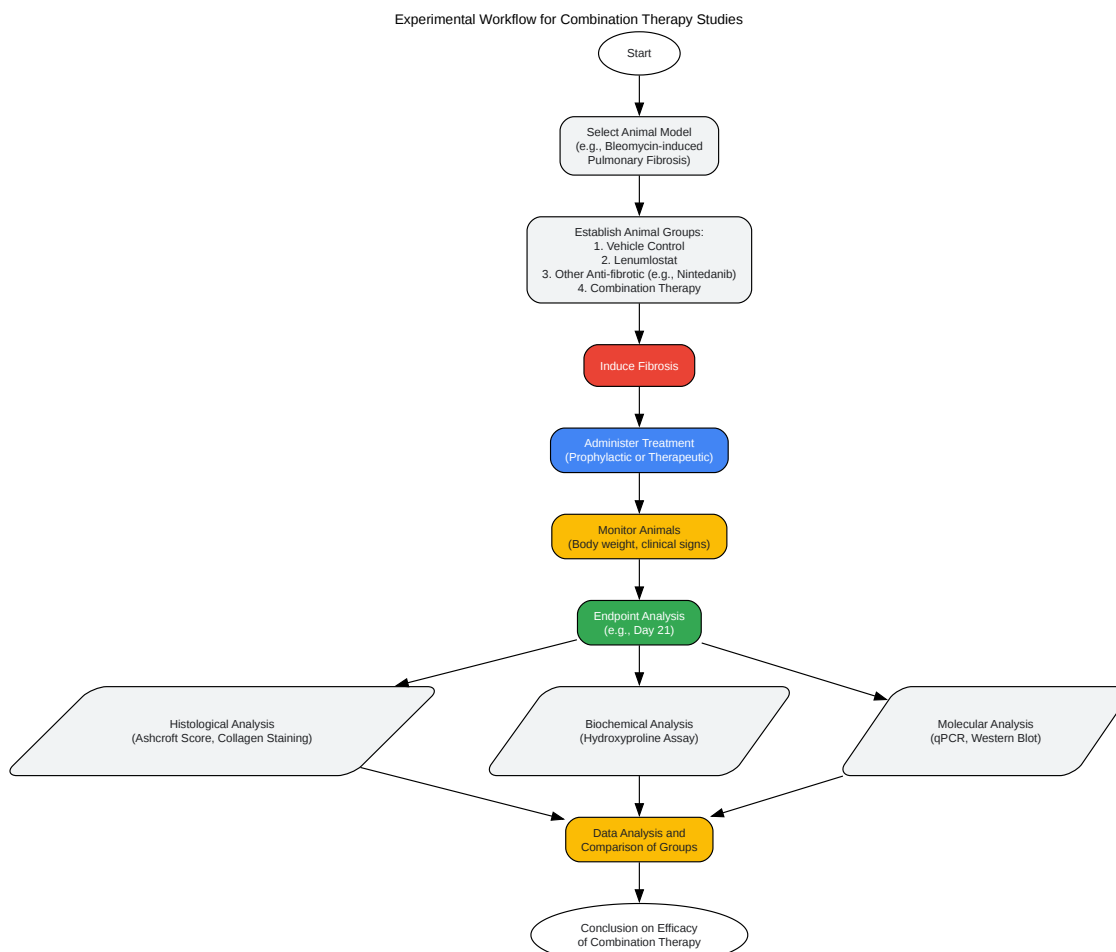 Experimental Workflow for Combination Therapy Studies
Start
Select Animal Model
(e.g., Bleomycin-induced
Pulmonary Fibrosis)
Establish Animal Groups:
1. Vehicle Control
2. Lenumlostat
3. Other Anti-fibrotic (e.g., Nintedanib)
4. Combination Therapy
Induce Fibrosis
Administer Treatment
(Prophylactic or Therapeutic)
Monitor Animals
(Body weight, clinical signs)
Endpoint Analysis
(e.g., Day 21)
Histological Analysis
(Ashcroft Score, Collagen Staining)
Biochemical Analysis
(Hydroxyproline Assay)
Molecular Analysis
(qPCR, Western Blot)
Data Analysis and
Comparison of Groups
Conclusion on Efficacy
of Combination Therapy